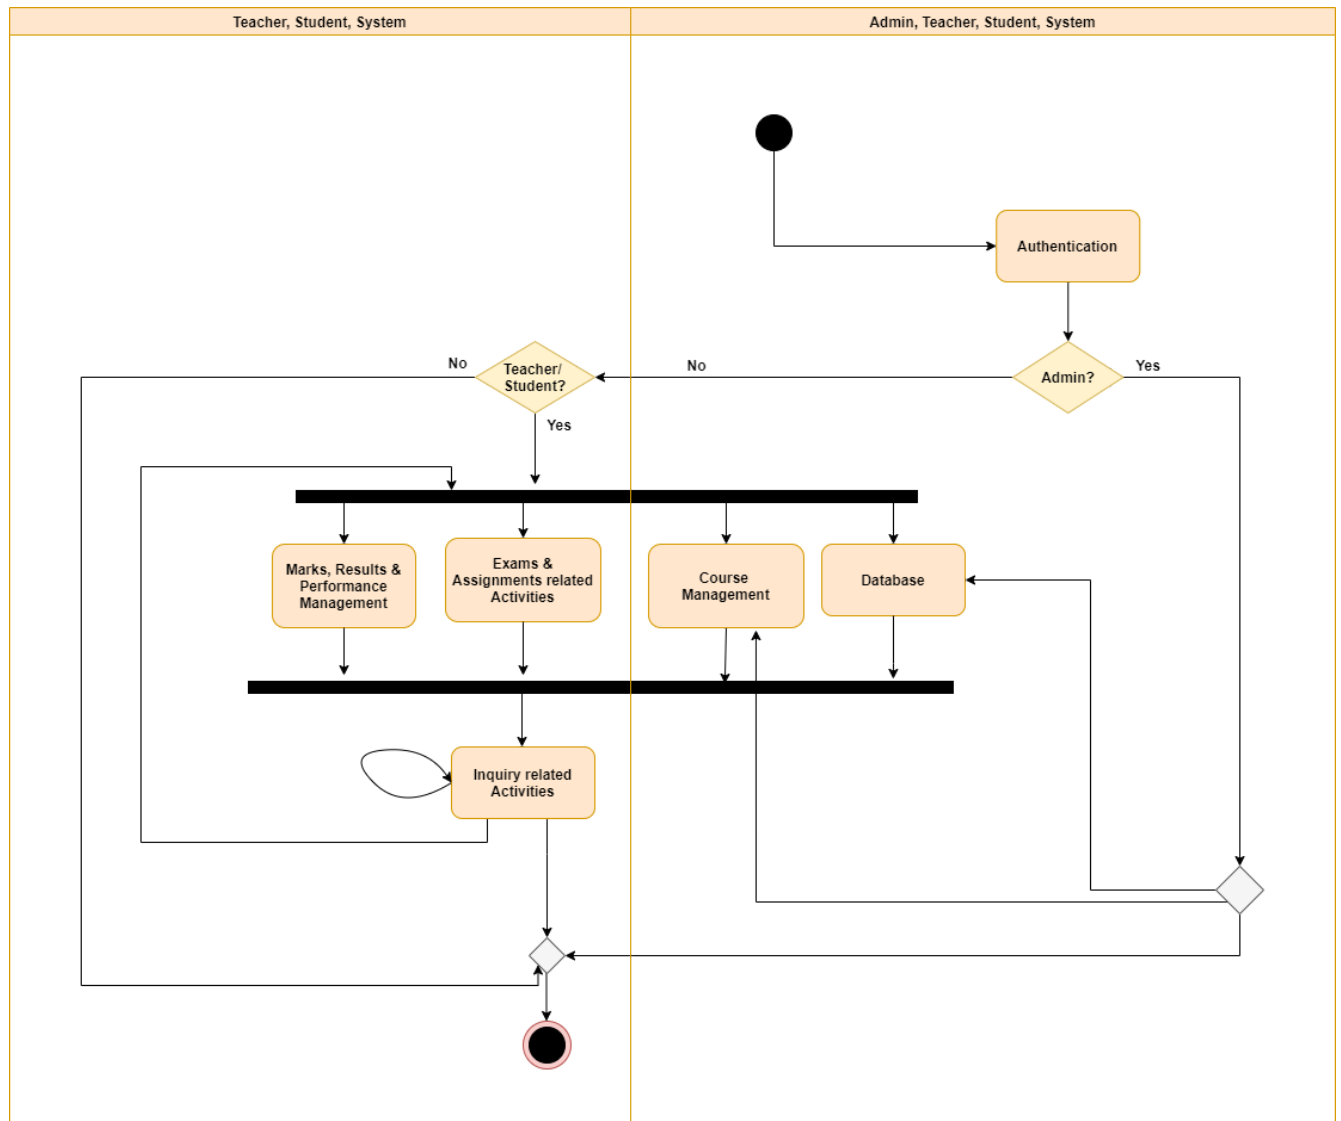 Teacher, Student, System
Admin, Teacher, Student, System
Authentication
No
Teacher/
Student?
No
Admin?
Yes
Yes
Marks, Results &
Performance
Management
Exams &
Assignments related
Activities
Course
Management
Database
Inquiry related
Activities